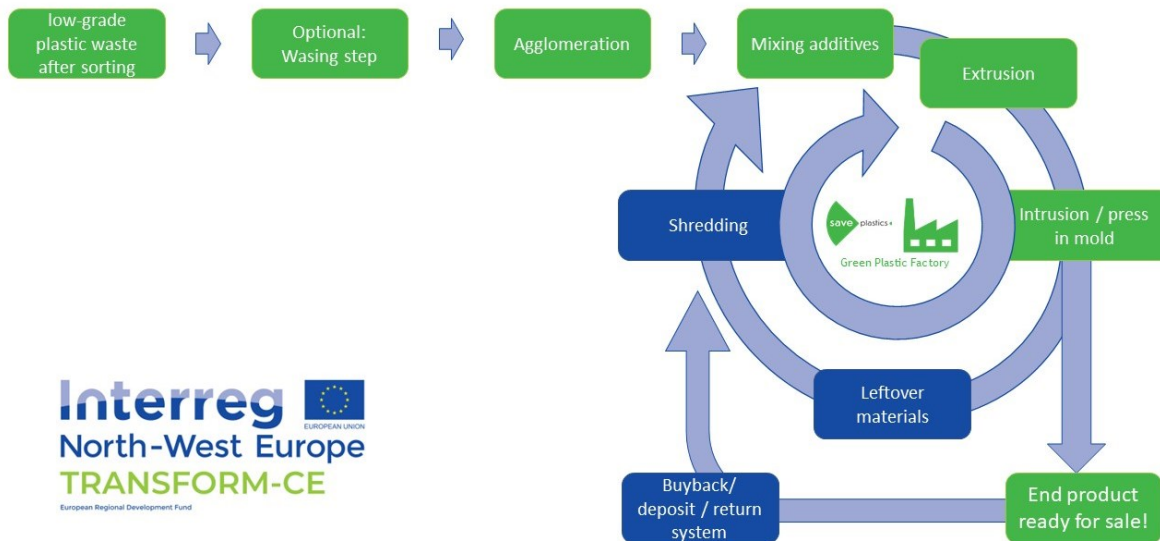 low-grade
plastic waste
after sorting
Optional:
Wasing step
Agglomeration
Mixing additives
Extrusion
Shredding
Intrusion / press
in mold
save plastics
Green Plastic Factory
Leftover
materials
Buyback/
deposit / return
system
End product
ready for sale!
Interreg
EUROPEAN UNION
North-West Europe
TRANSFORM-CE
European Regional Development Fund